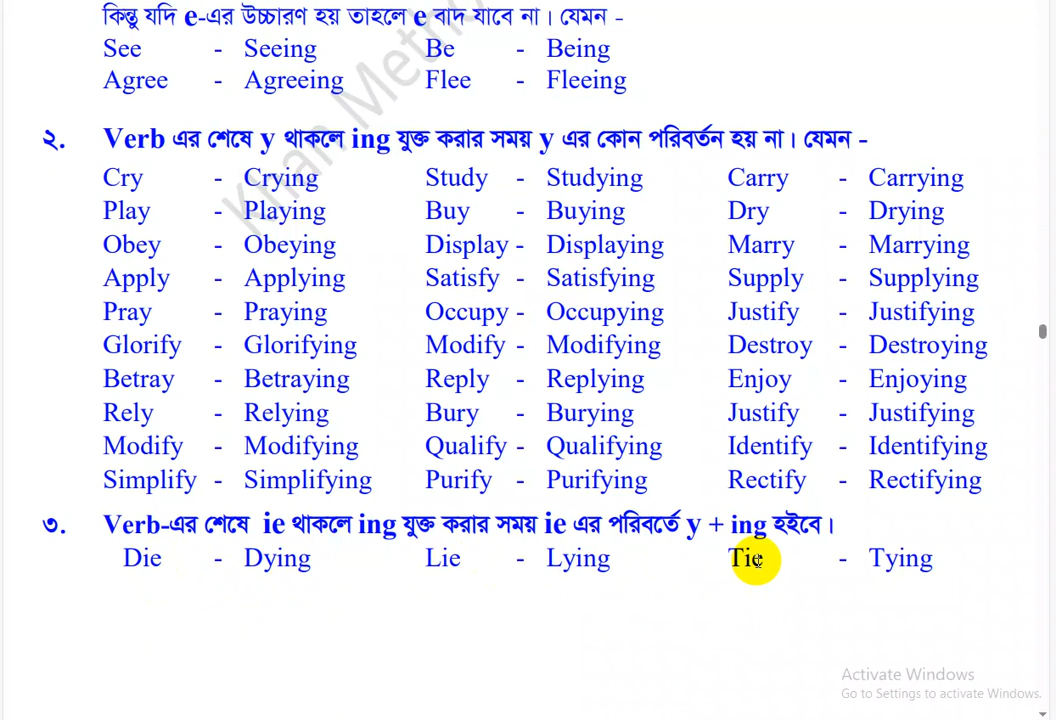 কিন্তু যদি e-এর উচ্চারণ হয় তাহলে e বাদ যাবে না। যেমন -
See - Seeing Be - Being
Agree - Agreeing Flee - Fleeing
২. Verb এর শেষে y থাকলে ing যুক্ত করার সময় y এর কোন পরিবর্তন হয় না। যেমন -
Cry - Crying Study - Studying Carry - Carrying
Play - Playing Buy - Buying Dry - Drying
Obey - Obeying Display - Displaying Marry - Marrying
Apply - Applying Satisfy - Satisfying Supply - Supplying
Pray - Praying Occupy - Occupying Justify - Justifying
Glorify - Glorifying Modify - Modifying Destroy - Destroying
Betray - Betraying Reply - Replying Enjoy - Enjoying
Rely - Relying Bury - Burying Justify - Justifying
Modify - Modifying Qualify - Qualifying Identify - Identifying
Simplify - Simplifying Purify - Purifying Rectify - Rectifying
৩. Verb-এর শেষে ie থাকলে ing যুক্ত করার সময় ie এর পরিবর্তে y + ing হইবে।
Die - Dying Lie - Lying Tie - Tying
Khan Metho
Activate Windows
Go to Settings to activate Windows.